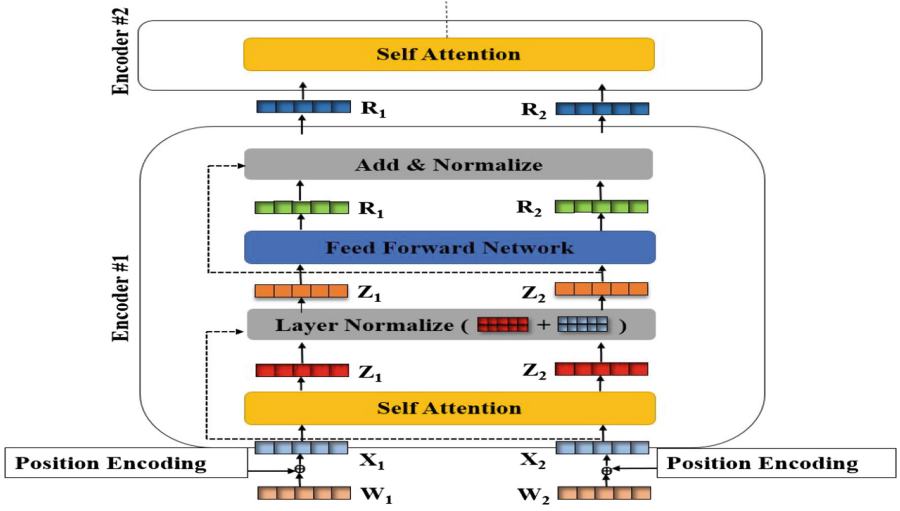 Encoder #2
Self Attention
R1 R2
Encoder #1
Add & Normalize
R1 R2
Feed Forward Network
Z1 Z2
Layer Normalize ( + )
Z1 Z2
Self Attention
X1 X2
Position Encoding Position Encoding
W1 W2